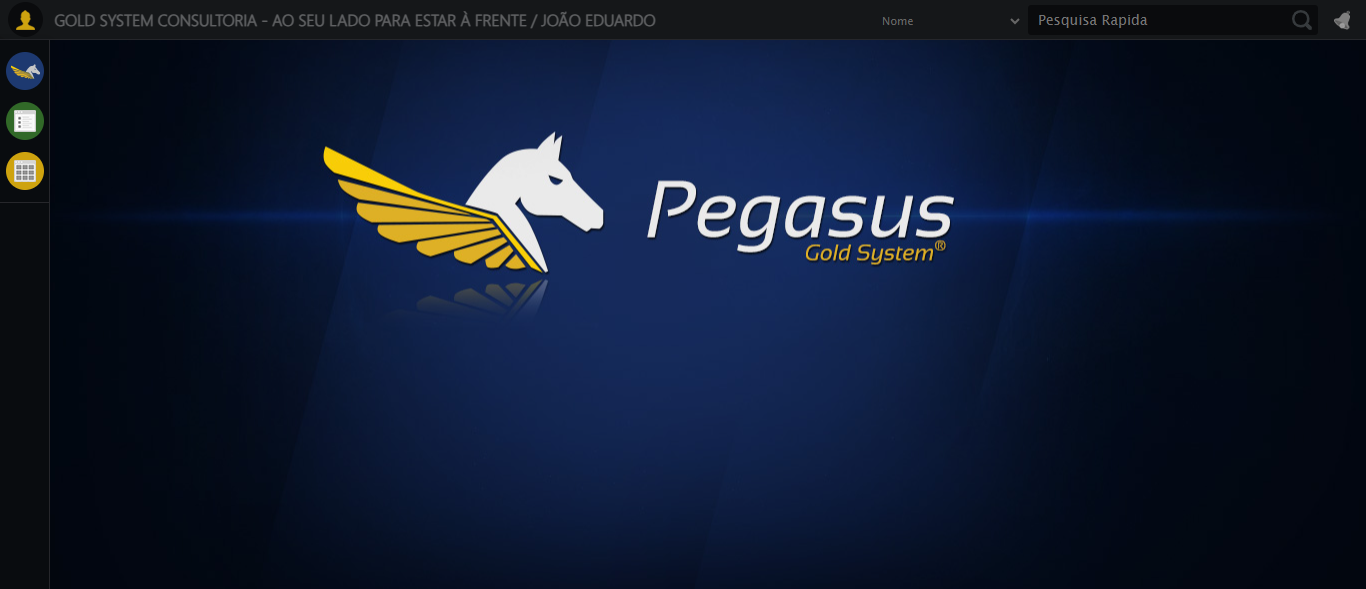 GOLD SYSTEM CONSULTORIA - AO SEU LADO PARA ESTAR À FRENTE / JOÃO EDUARDO
Nome
Pesquisa Rapida
Pegasus
Gold System®